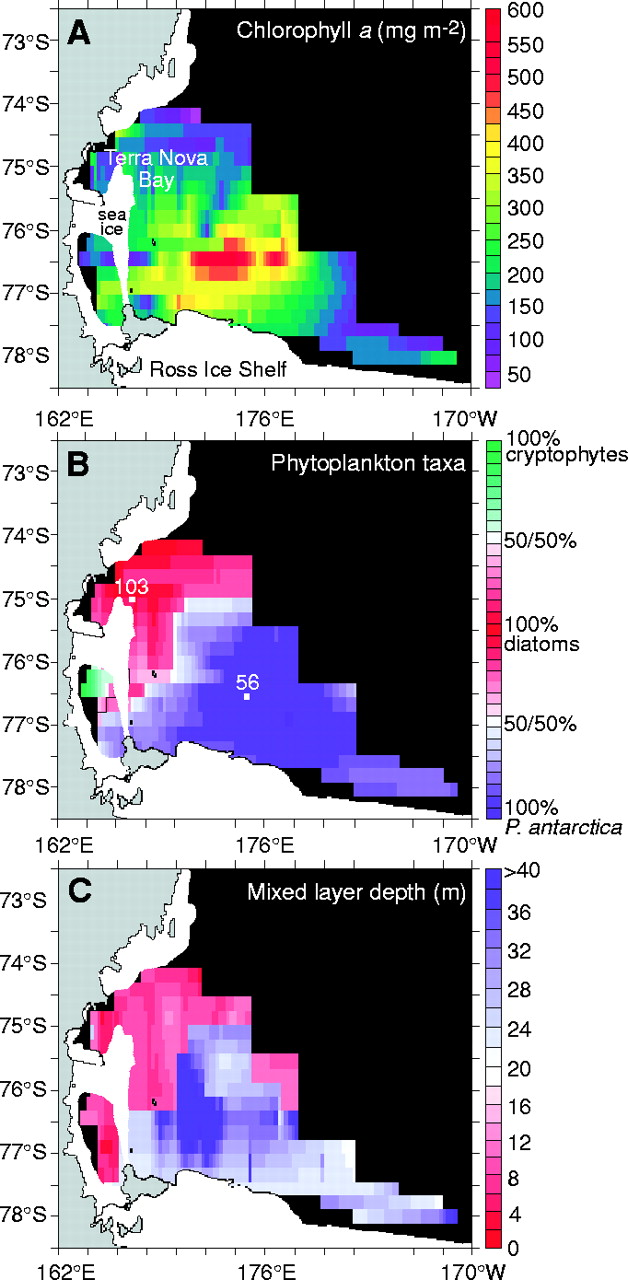 A
Chlorophyll a (mg m-2)
73°S
74°S
75°S
76°S
77°S
78°S
Terra Nova
Bay
sea
ice
Ross Ice Shelf
162°E
176°E
170°W
600
550
500
450
400
350
300
250
200
150
100
50
B
Phytoplankton taxa
73°S
74°S
75°S
76°S
77°S
78°S
103
56
162°E
176°E
170°W
100%
cryptophytes
50/50%
100%
diatoms
50/50%
100%
P. antarctica
C
Mixed layer depth (m)
73°S
74°S
75°S
76°S
77°S
78°S
162°E
176°E
170°W
>40
36
32
28
24
20
16
12
8
4
0